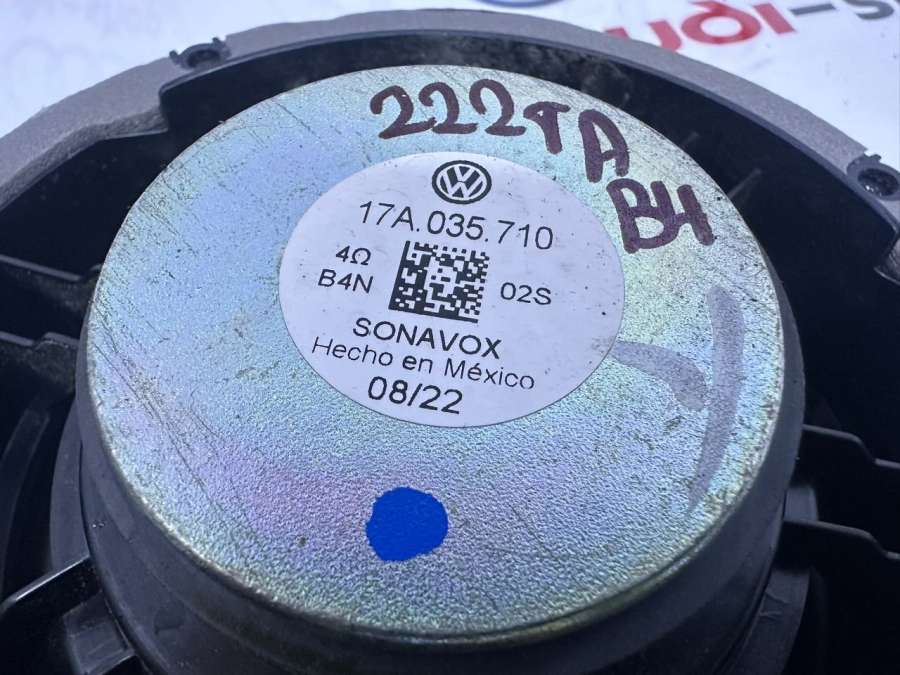 222TA
B4
17A.035.710
4Ω
B4N
02S
SONAVOX
Hecho en México
08/22